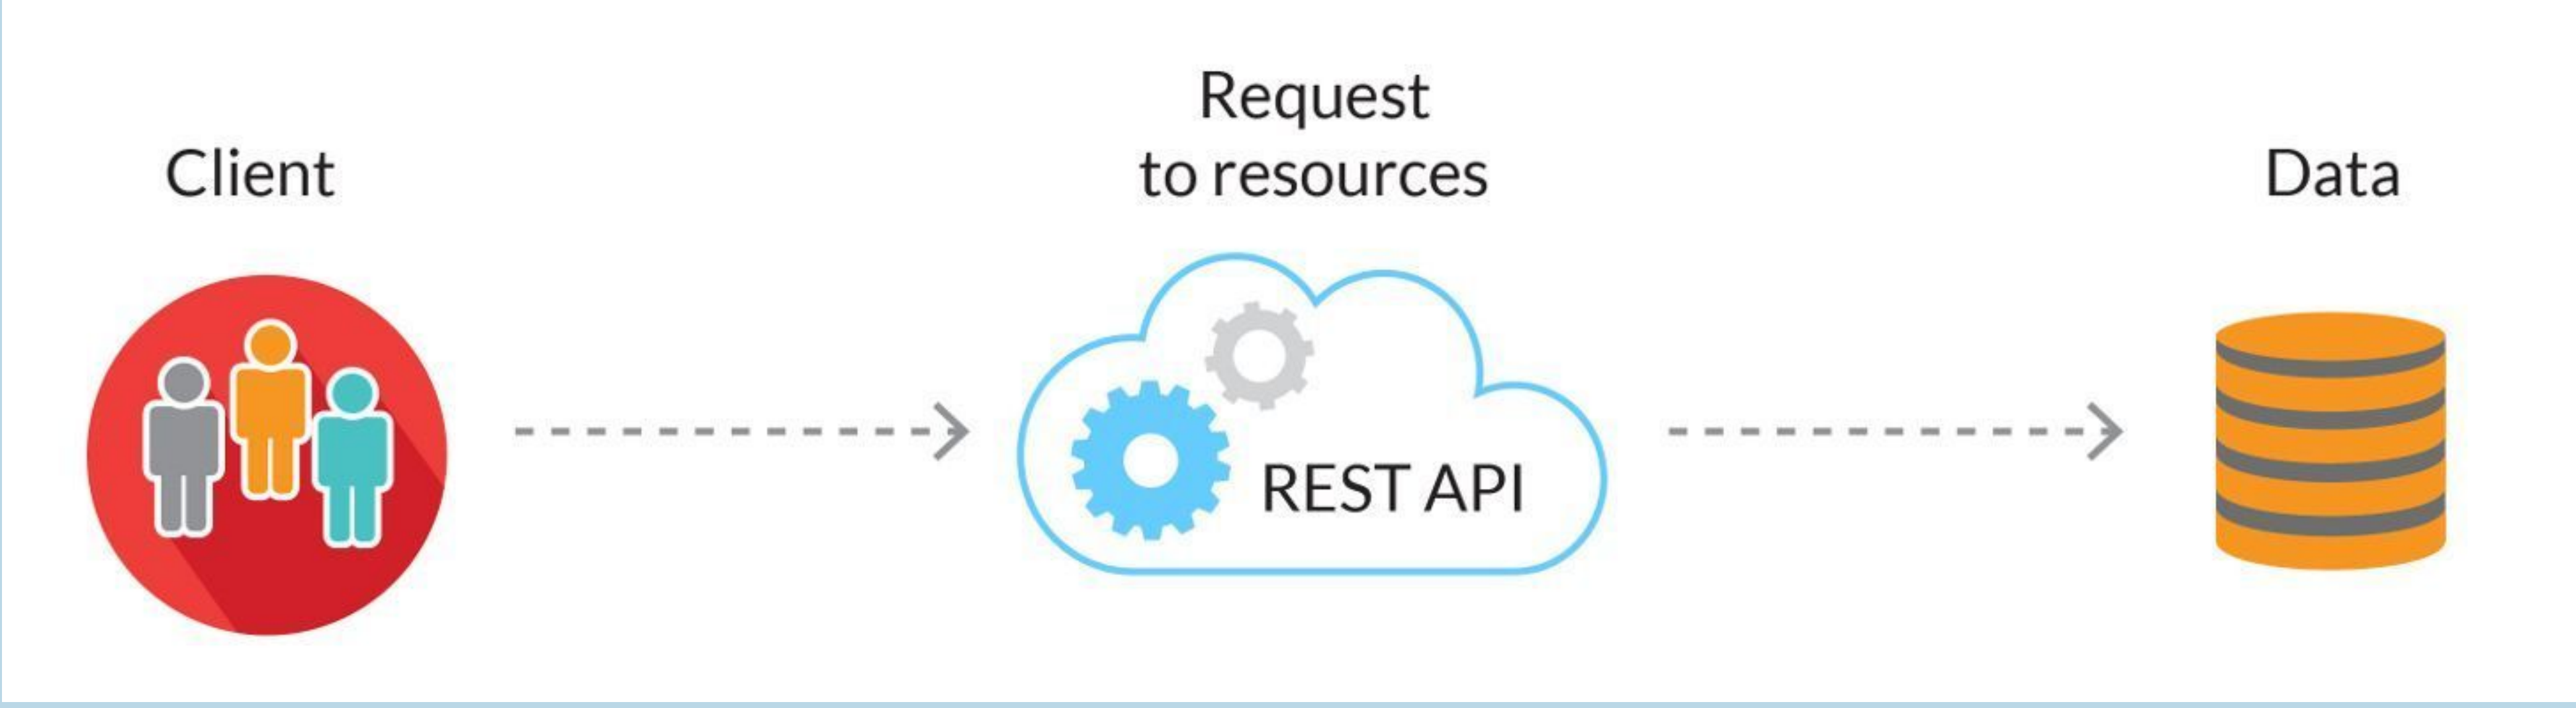 Client
Request
to resources
REST API
Data